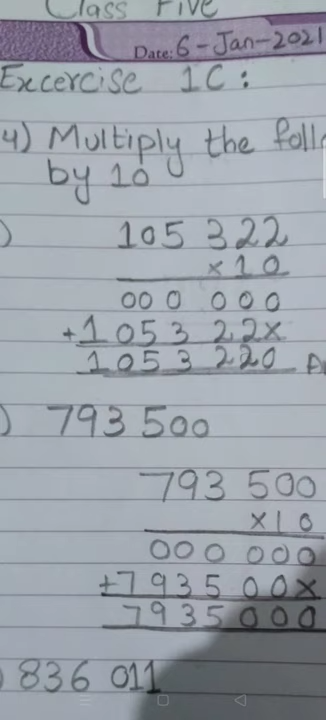 Class Five
Date: 6-Jan-2021
Excercise 1C:
4) Multiply the foll
by 10
)
105 322
×10
000 000
+1053 22×
1053 220 A
) 793 500
793 500
×10
000 000
+7935 00×
7935000
) 836 011